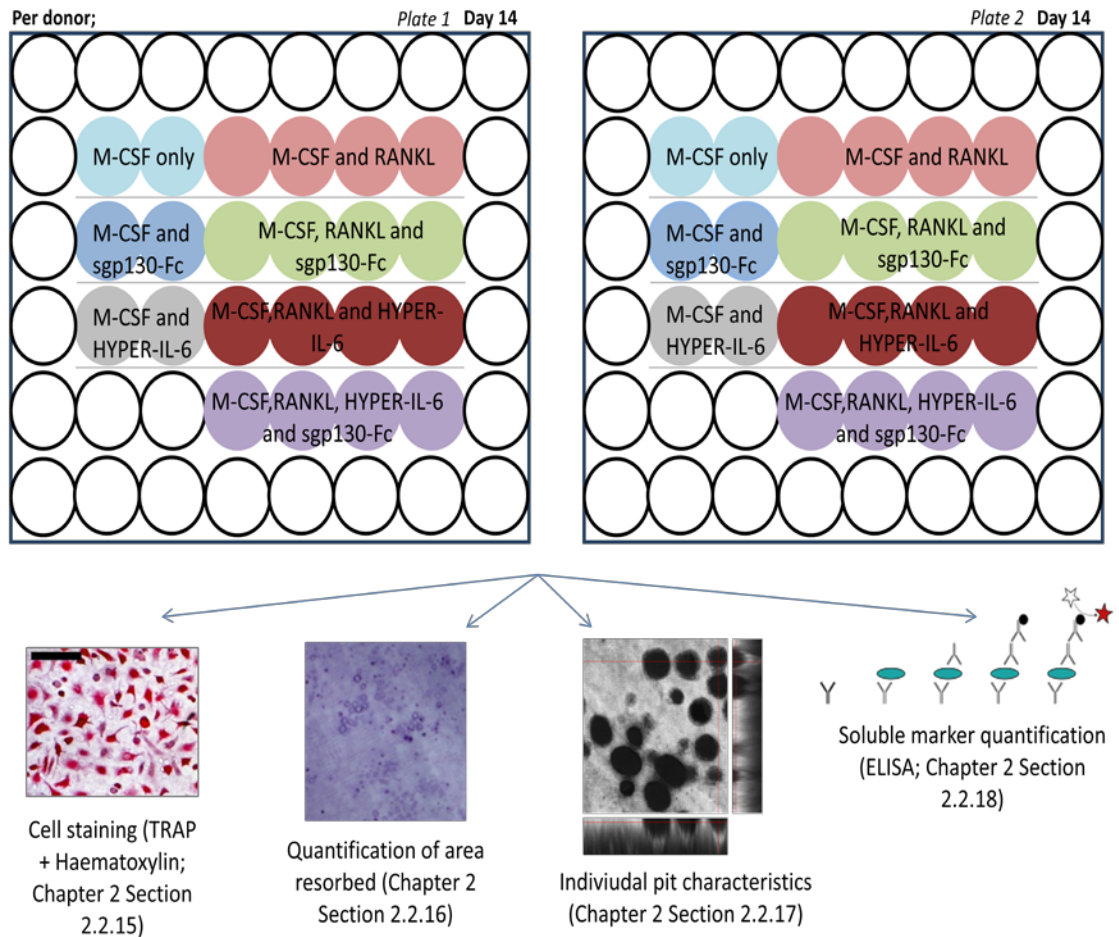 Per donor;
Plate 1 Day 14
M-CSF only
M-CSF and RANKL
M-CSF and
sgp130-Fc
M-CSF, RANKL and
sgp130-Fc
M-CSF and
HYPER-IL-6
M-CSF,RANKL and HYPER-
IL-6
M-CSF,RANKL, HYPER-IL-6
and sgp130-Fc
Plate 2 Day 14
M-CSF only
M-CSF and RANKL
M-CSF and
sgp130-Fc
M-CSF, RANKL and
sgp130-Fc
M-CSF and
HYPER-IL-6
M-CSF,RANKL and
HYPER-IL-6
M-CSF,RANKL, HYPER-IL-6
and sgp130-Fc
Cell staining (TRAP
+ Haematoxylin;
Chapter 2 Section
2.2.15)
Quantification of area
resorbed (Chapter 2
Section 2.2.16)
Indiviudal pit characteristics
(Chapter 2 Section 2.2.17)
Soluble marker quantification
(ELISA; Chapter 2 Section
2.2.18)